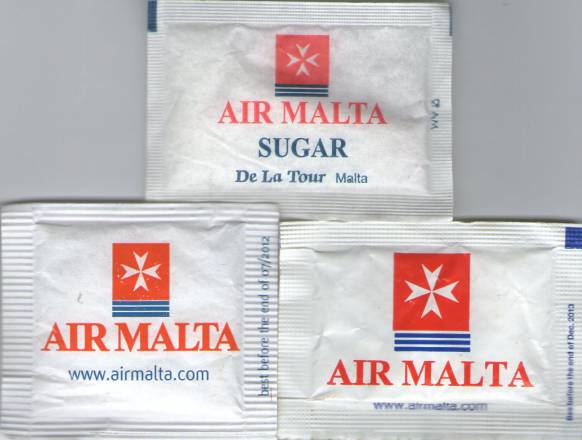 AIR MALTA
SUGAR
De La Tour Malta
AIR MALTA
www.airmalta.com
best before the end of 07/2012
AIR MALTA
www.airmalta.com
Best before the end of Dec. 2013